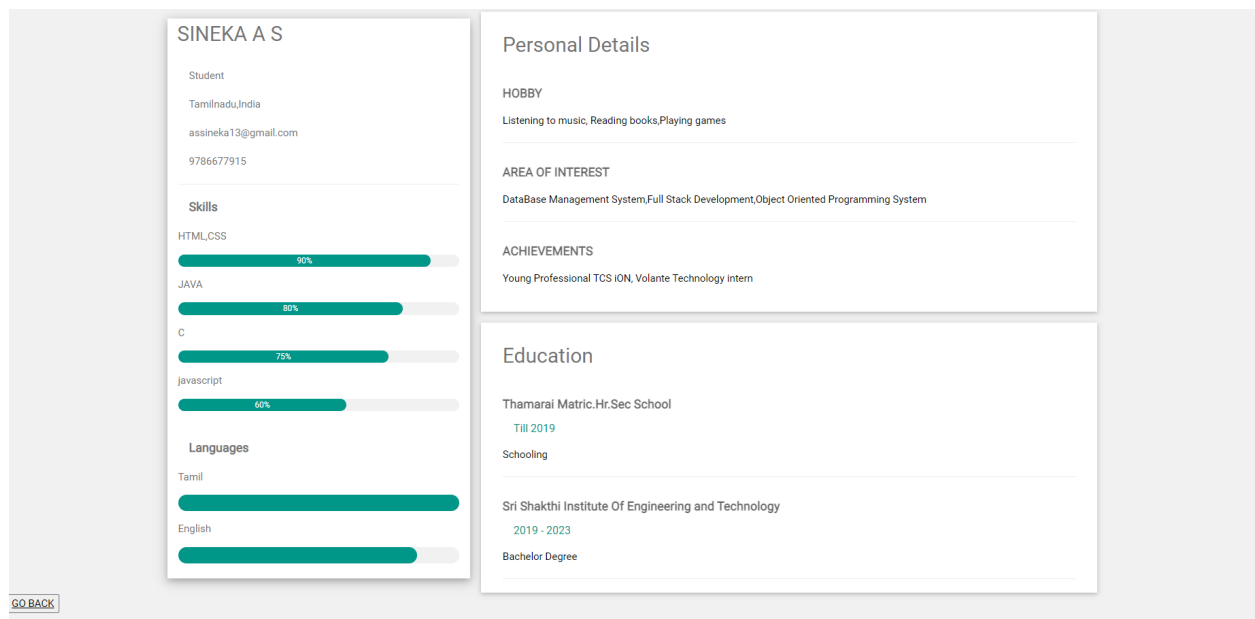 SINEKA A S
Student
Tamilnadu,India
assineka13@gmail.com
9786677915
Skills
HTML,CSS
90%
JAVA
80%
C
75%
javascript
60%
Languages
Tamil
English
Personal Details
HOBBY
Listening to music, Reading books,Playing games
AREA OF INTEREST
DataBase Management System,Full Stack Development,Object Oriented Programming System
ACHIEVEMENTS
Young Professional TCS iON, Volante Technology intern
Education
Thamarai Matric.Hr.Sec School
Till 2019
Schooling
Sri Shakthi Institute Of Engineering and Technology
2019 - 2023
Bachelor Degree
GO BACK